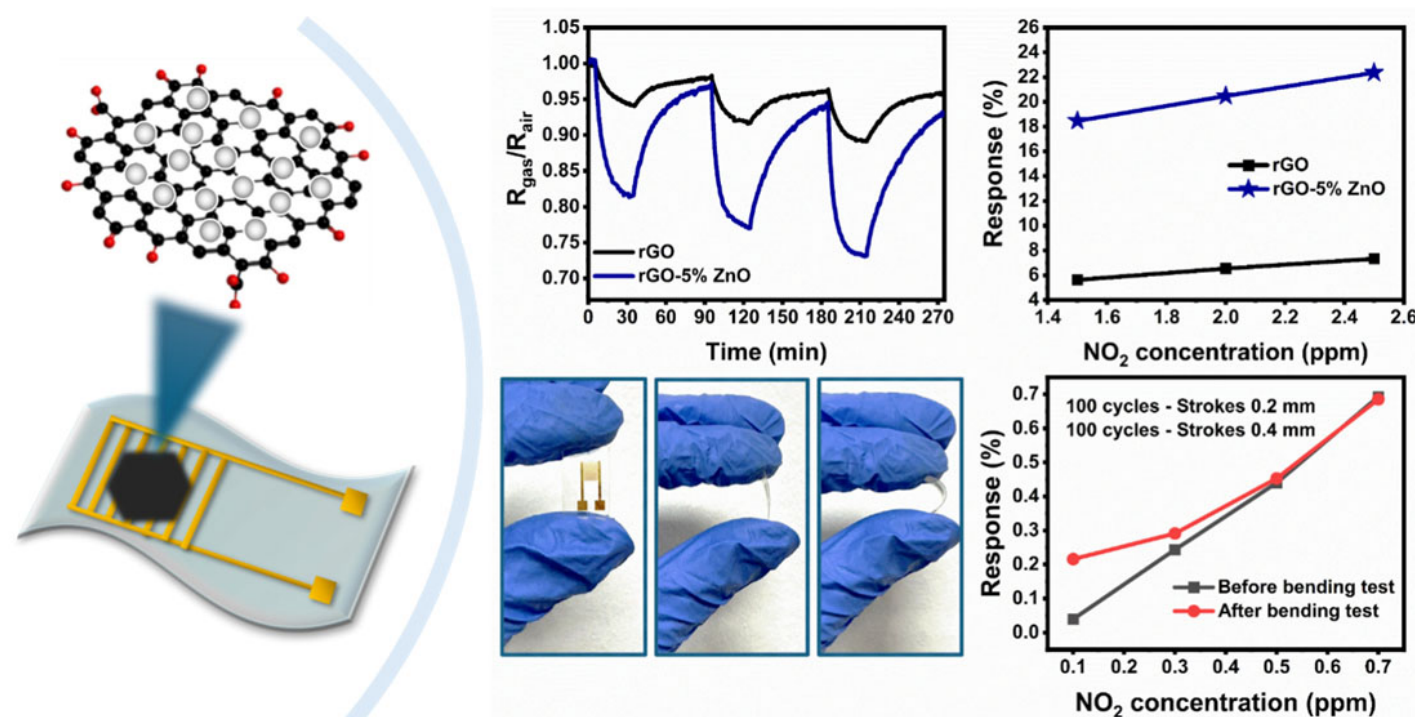 1.05
1.00
0.95
0.90
0.85
0.80
0.75
0.70
R_gas/R_air
rGO
rGO-5% ZnO
0 30 60 90 120 150 180 210 240 270
Time (min)
26
24
22
20
18
16
14
12
10
8
6
4
Response (%)
rGO
rGO-5% ZnO
1.4 1.6 1.8 2.0 2.2 2.4 2.6
NO₂ concentration (ppm)
0.7
0.6
0.5
0.4
0.3
0.2
0.1
0.0
Response (%)
100 cycles - Strokes 0.2 mm
100 cycles - Strokes 0.4 mm
Before bending test
After bending test
0.1 0.2 0.3 0.2 0.5 0.6 0.7
NO₂ concentration (ppm)